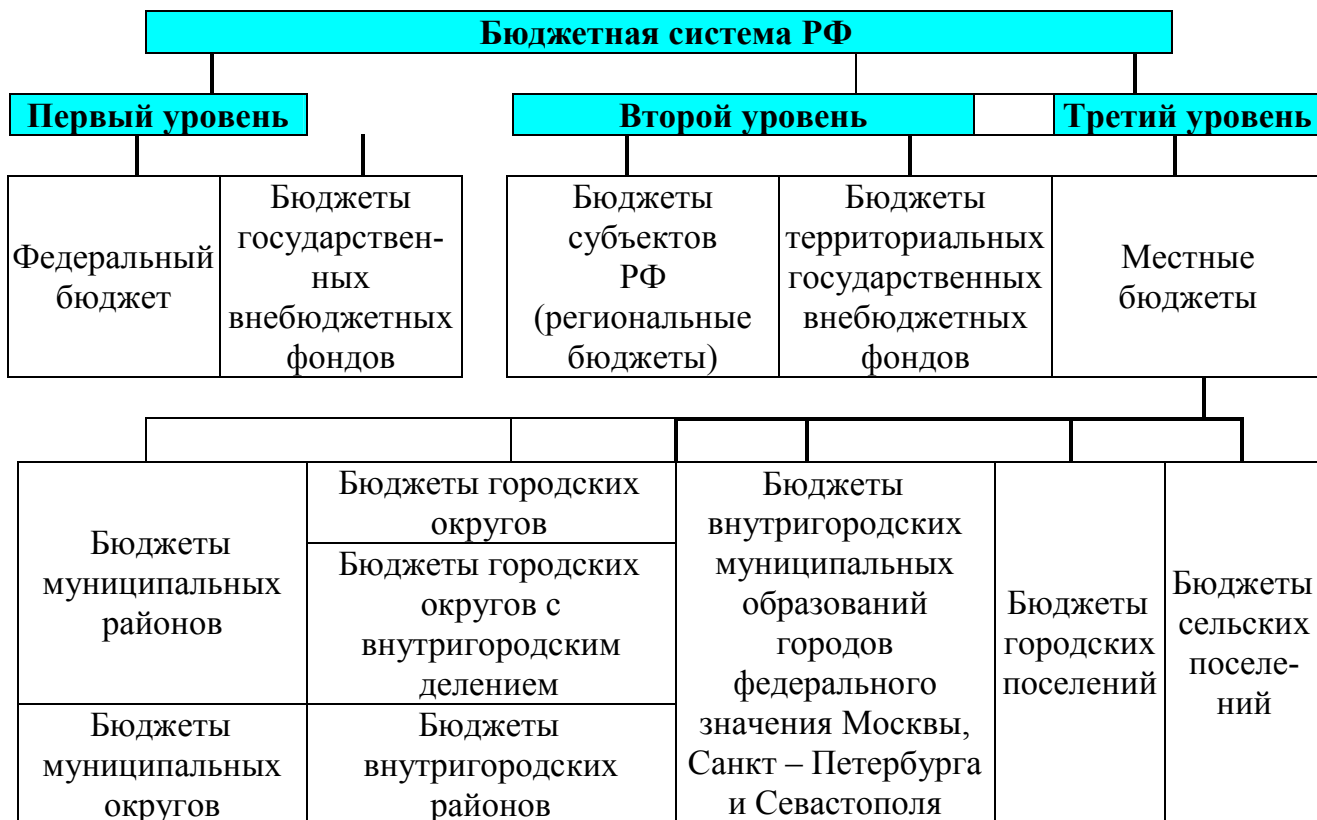 Бюджетная система РФ
Первый уровень
Второй уровень
Третий уровень
Федеральный
бюджет
Бюджеты
государствен-
ных
внебюджетных
фондов
Бюджеты
субъектов
РФ
(региональные
бюджеты)
Бюджеты
территориальных
государственных
внебюджетных
фондов
Местные
бюджеты
Бюджеты
муниципальных
районов
Бюджеты
муниципальных
округов
Бюджеты городских
округов
Бюджеты городских
округов с
внутригородским
делением
Бюджеты
внутригородских
районов
Бюджеты
внутригородских
муниципальных
образований
городов
федерального
значения Москвы,
Санкт – Петербурга
и Севастополя
Бюджеты
городских
поселений
Бюджеты
сельских
поселе-
ний